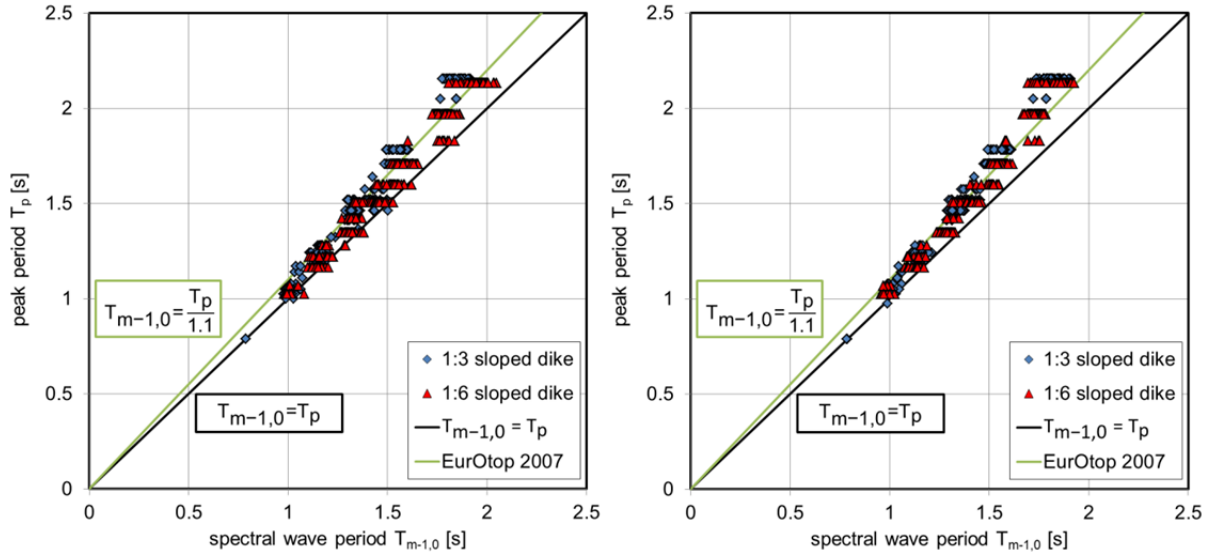 2.5
2
1.5
1
0.5
0
peak period Tp [s]
Tm−1,0 = Tp
1.1
Tm−1,0=Tp
1:3 sloped dike
1:6 sloped dike
Tm−1,0 = Tp
EurOtop 2007
0 0.5 1 1.5 2 2.5
spectral wave period Tm-1,0 [s]
2.5
2
1.5
1
0.5
0
peak period Tp [s]
Tm−1,0 = Tp
1.1
Tm−1,0=Tp
1:3 sloped dike
1:6 sloped dike
Tm−1,0 = Tp
EurOtop 2007
0 0.5 1 1.5 2 2.5
spectral wave period Tm-1,0 [s]